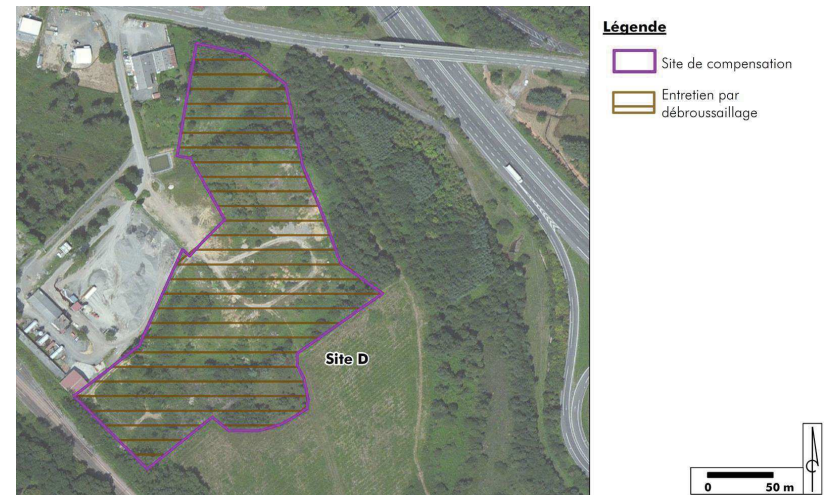 Légende
Site de compensation
Entretien par
débroussaillage
Site D
0 50 m